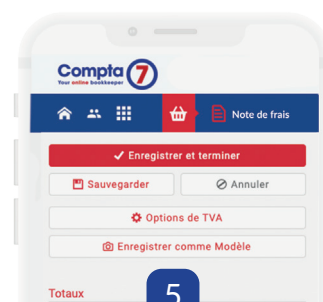 Compta 7
Your online bookkeeper
Note de frais
Enregistrer et terminer
Sauvegarder
Annuler
Options de TVA
Enregistrer comme Modèle
Totaux
5